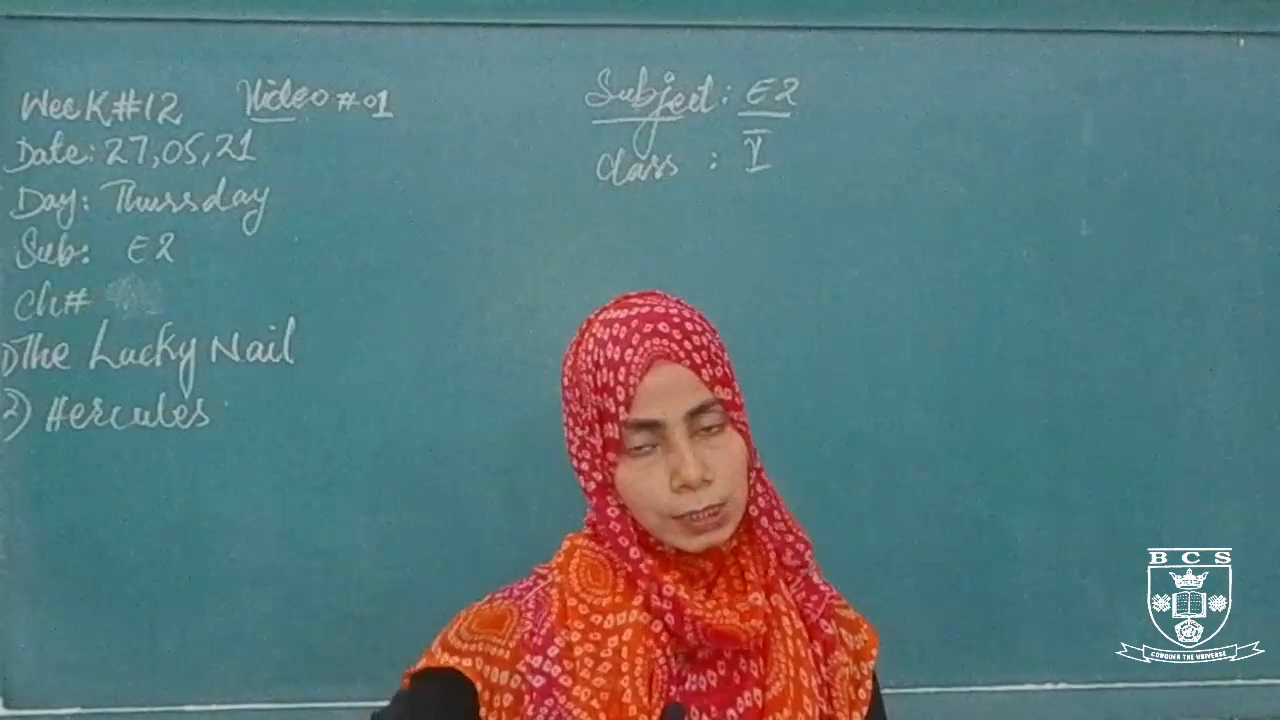 Week#12 Video #01
Date: 27,05,21
Day: Thursday
Sub: E2
Ch#
1) The Lucky Nail
2) Hercules
Subject: E2
Class : V
B C S
CONQUER THE UNIVERSE